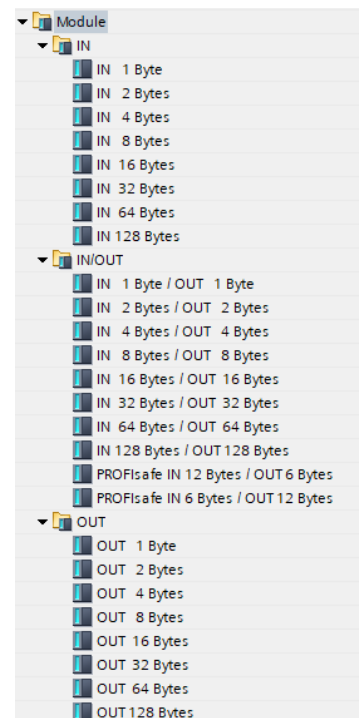 Module
IN
IN 1 Byte
IN 2 Bytes
IN 4 Bytes
IN 8 Bytes
IN 16 Bytes
IN 32 Bytes
IN 64 Bytes
IN 128 Bytes
IN/OUT
IN 1 Byte / OUT 1 Byte
IN 2 Bytes / OUT 2 Bytes
IN 4 Bytes / OUT 4 Bytes
IN 8 Bytes / OUT 8 Bytes
IN 16 Bytes / OUT 16 Bytes
IN 32 Bytes / OUT 32 Bytes
IN 64 Bytes / OUT 64 Bytes
IN 128 Bytes / OUT 128 Bytes
PROFIsafe IN 12 Bytes / OUT 6 Bytes
PROFIsafe IN 6 Bytes / OUT 12 Bytes
OUT
OUT 1 Byte
OUT 2 Bytes
OUT 4 Bytes
OUT 8 Bytes
OUT 16 Bytes
OUT 32 Bytes
OUT 64 Bytes
OUT 128 Bytes